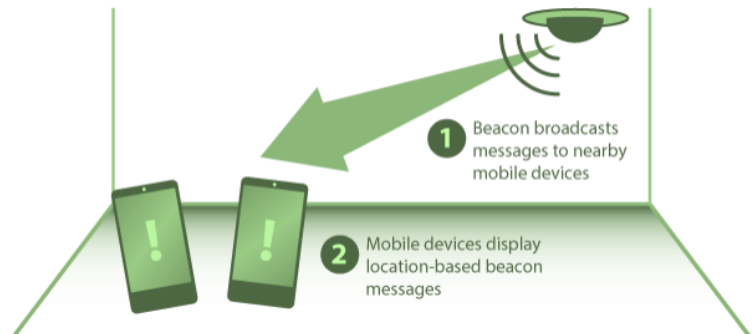 1 Beacon broadcasts
messages to nearby
mobile devices
! !
2 Mobile devices display
location-based beacon
messages